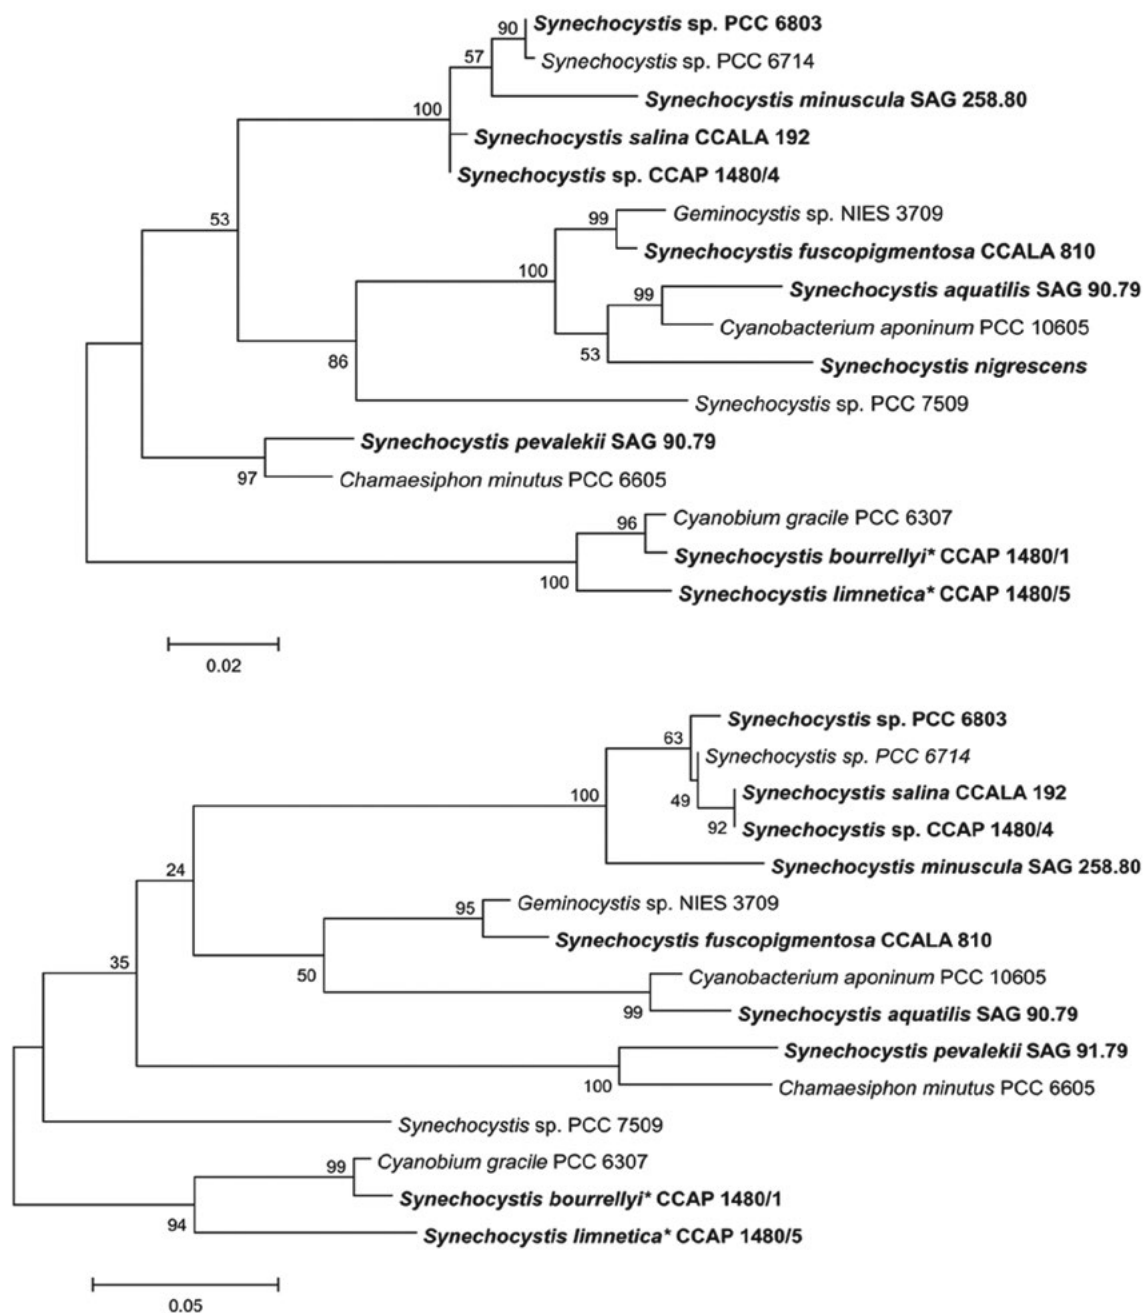 90
Synechocystis sp. PCC 6803
57
Synechocystis sp. PCC 6714
100
Synechocystis minuscula SAG 258.80
Synechocystis salina CCALA 192
Synechocystis sp. CCAP 1480/4
53
99
Geminocystis sp. NIES 3709
Synechocystis fuscopigmentosa CCALA 810
100
99
Synechocystis aquatilis SAG 90.79
Cyanobacterium aponinum PCC 10605
86
53
Synechocystis nigrescens
Synechocystis sp. PCC 7509
Synechocystis pevalekii SAG 90.79
97
Chamaesiphon minutus PCC 6605
96
Cyanobium gracile PCC 6307
Synechocystis bourrellyi* CCAP 1480/1
100
Synechocystis limnetica* CCAP 1480/5
0.02
Synechocystis sp. PCC 6803
63
Synechocystis sp. PCC 6714
100
49
Synechocystis salina CCALA 192
92
Synechocystis sp. CCAP 1480/4
Synechocystis minuscula SAG 258.80
24
95
Geminocystis sp. NIES 3709
Synechocystis fuscopigmentosa CCALA 810
35
50
Cyanobacterium aponinum PCC 10605
99
Synechocystis aquatilis SAG 90.79
Synechocystis pevalekii SAG 91.79
100
Chamaesiphon minutus PCC 6605
Synechocystis sp. PCC 7509
99
Cyanobium gracile PCC 6307
Synechocystis bourrellyi* CCAP 1480/1
94
Synechocystis limnetica* CCAP 1480/5
0.05